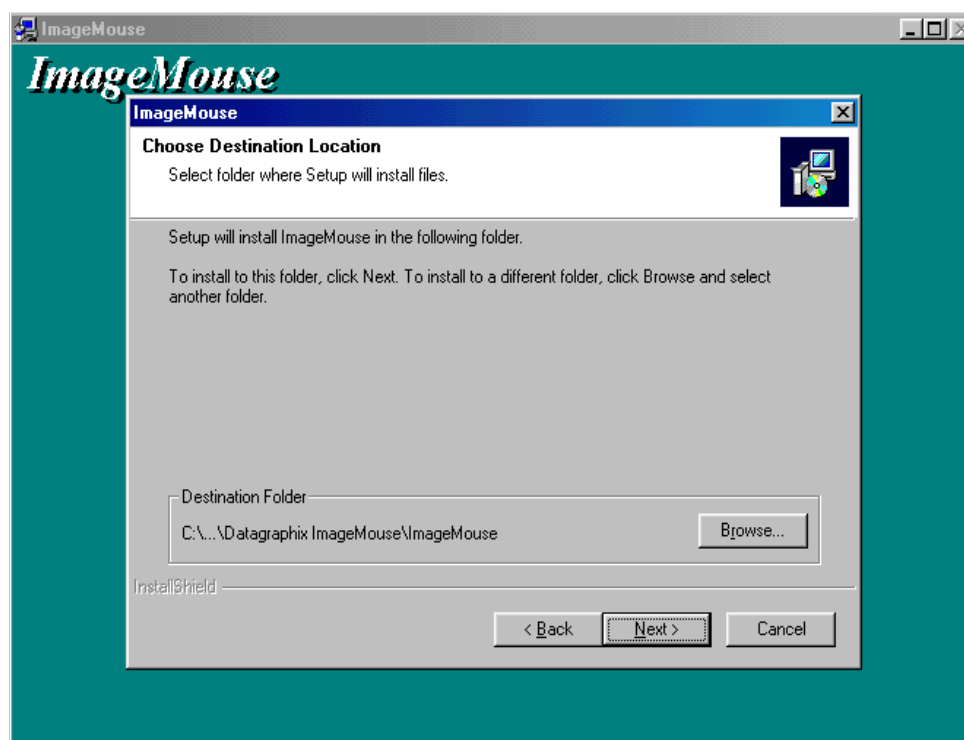 ImageMouse
ImageMouse
ImageMouse
Choose Destination Location
Select folder where Setup will install files.
Setup will install ImageMouse in the following folder.
To install to this folder, click Next. To install to a different folder, click Browse and select
another folder.
Destination Folder
C:\...\Datagraphix ImageMouse\ImageMouse
Browse...
InstallShield
< Back
Next >
Cancel